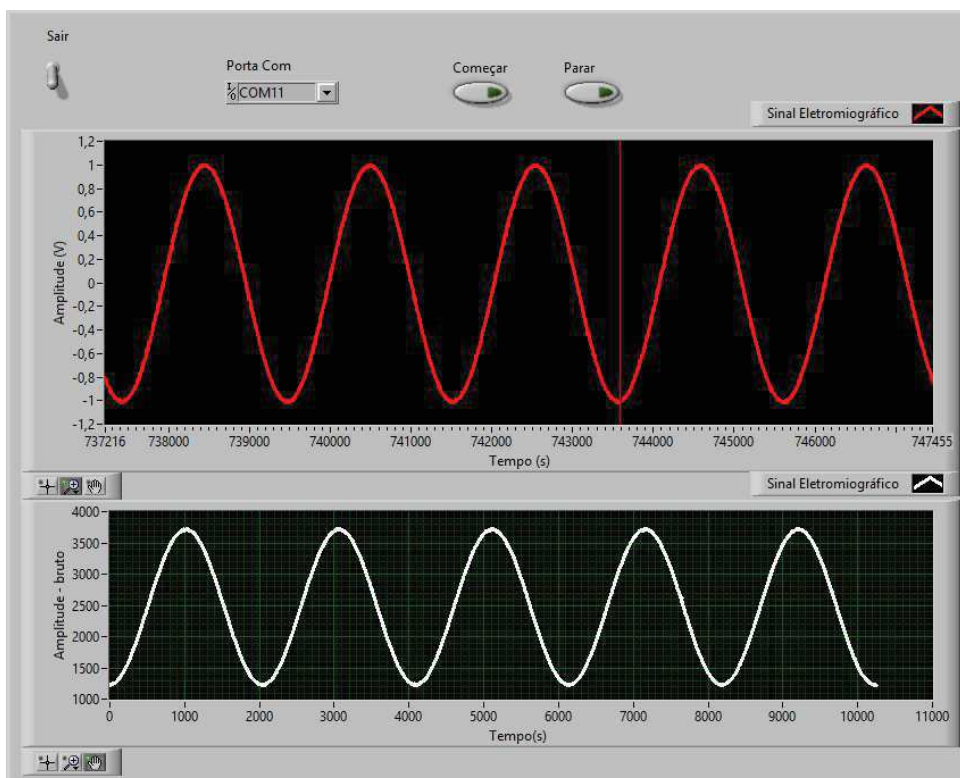 Sair
Porta Com
COM11
Começar
Parar
Sinal Eletromiográfico
Amplitude (V)
1,2
1
0,8
0,6
0,4
0,2
0
-0,2
-0,4
-0,6
-0,8
-1
-1,2
737216 738000 739000 740000 741000 742000 743000 744000 745000 746000 747455
Tempo (s)
Sinal Eletromiográfico
Amplitude - bruto
4000
3500
3000
2500
2000
1500
1000
0 1000 2000 3000 4000 5000 6000 7000 8000 9000 10000 11000
Tempo(s)